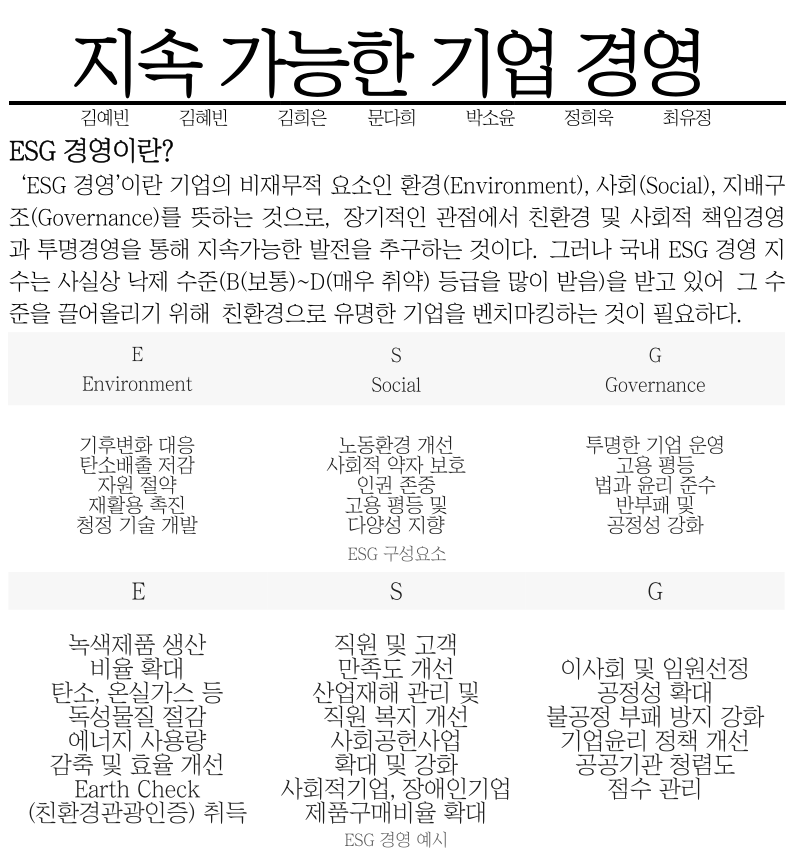 지속 가능한 기업 경영
김예빈 김혜빈 김희은 문다희 박소윤 정희욱 최유정
ESG 경영이란?
'ESG 경영'이란 기업의 비재무적 요소인 환경(Environment), 사회(Social), 지배구
조(Governance)를 뜻하는 것으로, 장기적인 관점에서 친환경 및 사회적 책임경영
과 투명경영을 통해 지속가능한 발전을 추구하는 것이다. 그러나 국내 ESG 경영 지
수는 사실상 낙제 수준(B(보통)~D(매우 취약) 등급을 많이 받음)을 받고 있어 그 수
준을 끌어올리기 위해 친환경으로 유명한 기업을 벤치마킹하는 것이 필요하다.
E S G
Environment Social Governance
기후변화 대응 노동환경 개선 투명한 기업 운영
탄소배출 저감 사회적 약자 보호 고용 평등
자원 절약 인권 존중 법과 윤리 준수
재활용 촉진 고용 평등 및 반부패 및
청정 기술 개발 다양성 지향 공정성 강화
ESG 구성요소
E S G
녹색제품 생산 직원 및 고객
비율 확대 만족도 개선 이사회 및 임원선정
탄소, 온실가스 등 산업재해 관리 및 공정성 확대
독성물질 절감 직원 복지 개선 불공정 부패 방지 강화
에너지 사용량 사회공헌사업 기업윤리 정책 개선
감축 및 효율 개선 확대 및 강화 공공기관 청렴도
Earth Check 사회적기업, 장애인기업 점수 관리
(친환경관광인증) 취득 제품구매비율 확대
ESG 경영 예시